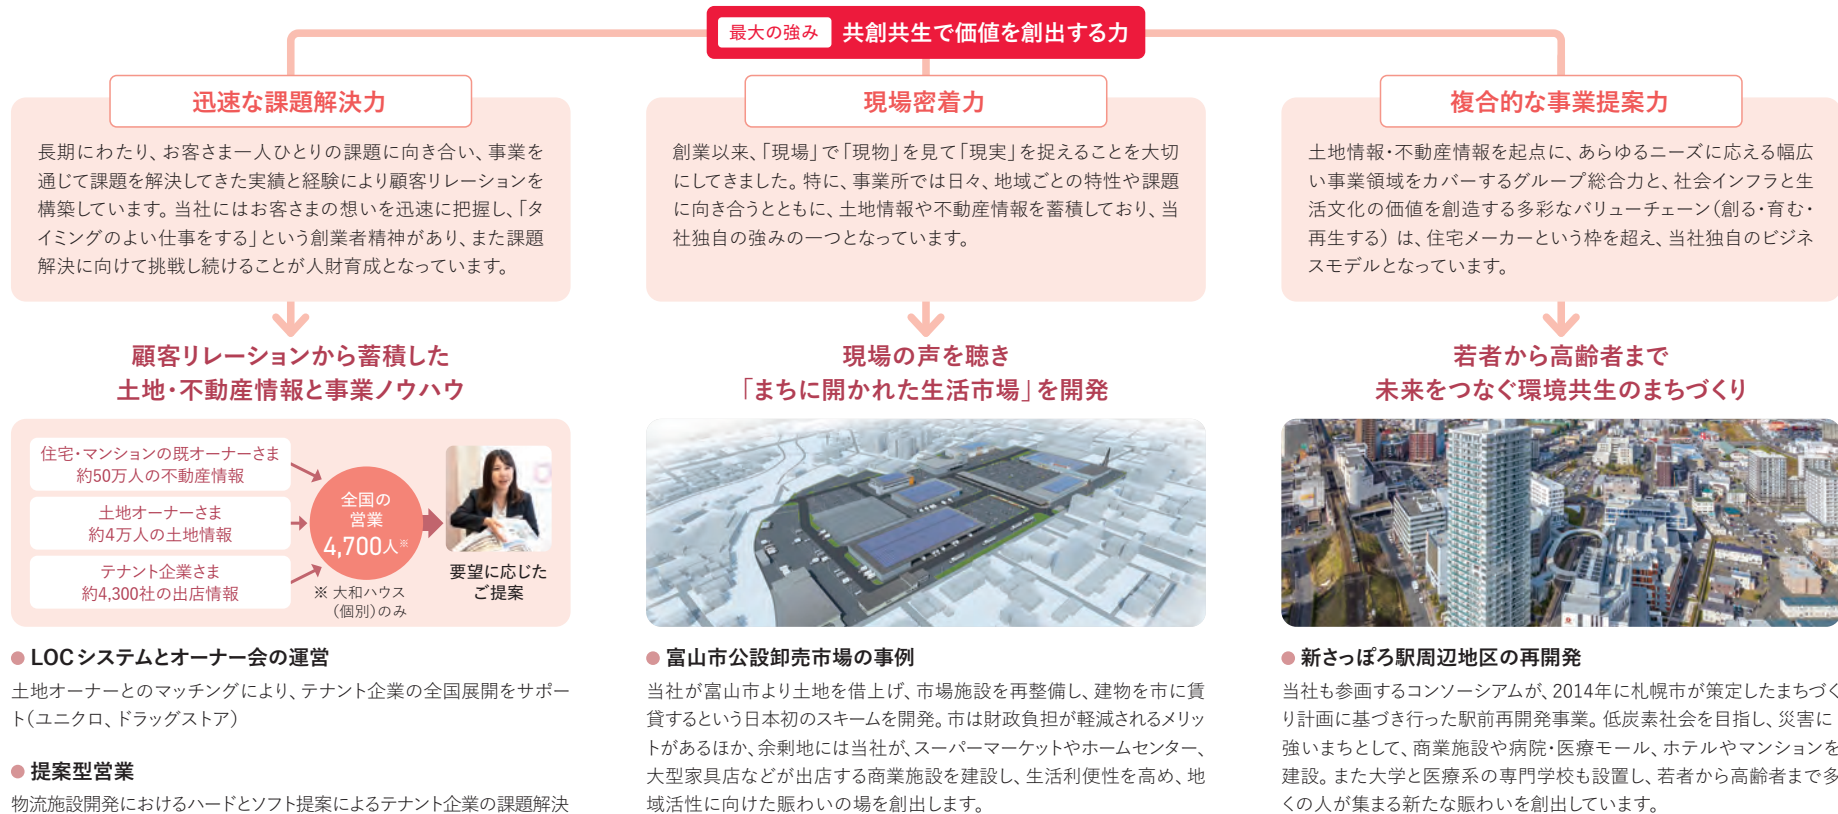 最大の強み 共創共生で価値を創出する力
迅速な課題解決力
長期にわたり、お客さま一人ひとりの課題に向き合い、事業を
通じて課題を解決してきた実績と経験により顧客リレーションを
構築しています。当社にはお客さまの想いを迅速に把握し、「タ
イミングのよい仕事をする」という創業者精神があり、また課題
解決に向けて挑戦し続けることが人財育成となっています。
顧客リレーションから蓄積した
土地・不動産情報と事業ノウハウ
住宅・マンションの既オーナーさま
約50万人の不動産情報
土地オーナーさま
約4万人の土地情報
テナント企業さま
約4,300社の出店情報
全国の
営業
4,700人※
※ 大和ハウス
（個別）のみ
要望に応じた
ご提案
● LOCシステムとオーナー会の運営
土地オーナーとのマッチングにより、テナント企業の全国展開をサポー
ト（ユニクロ、ドラッグストア）
● 提案型営業
物流施設開発におけるハードとソフト提案によるテナント企業の課題解決
現場密着力
創業以来、「現場」で「現物」を見て「現実」を捉えることを大切
にしてきました。特に、事業所では日々、地域ごとの特性や課題
に向き合うとともに、土地情報や不動産情報を蓄積しており、当
社独自の強みの一つとなっています。
現場の声を聴き
「まちに開かれた生活市場」を開発
● 富山市公設卸売市場の事例
当社が富山市より土地を借上げ、市場施設を再整備し、建物を市に賃
貸するという日本初のスキームを開発。市は財政負担が軽減されるメリッ
トがあるほか、余剰地には当社が、スーパーマーケットやホームセンター、
大型家具店などが出店する商業施設を建設し、生活利便性を高め、地
域活性に向けた賑わいの場を創出します。
複合的な事業提案力
土地情報・不動産情報を起点に、あらゆるニーズに応える幅広
い事業領域をカバーするグループ総合力と、社会インフラと生
活文化の価値を創造する多彩なバリューチェーン（創る・育む・
再生する）は、住宅メーカーという枠を超え、当社独自のビジネ
スモデルとなっています。
若者から高齢者まで
未来をつなぐ環境共生のまちづくり
● 新さっぽろ駅周辺地区の再開発
当社も参画するコンソーシアムが、2014年に札幌市が策定したまちづく
り計画に基づき行った駅前再開発事業。低炭素社会を目指し、災害に
強いまちとして、商業施設や病院・医療モール、ホテルやマンションを
建設。また大学と医療系の専門学校も設置し、若者から高齢者まで多
くの人が集まる新たな賑わいを創出しています。